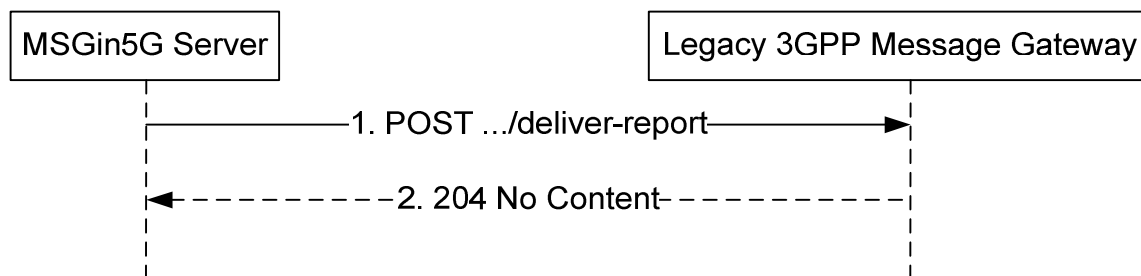 MSGin5G Server
Legacy 3GPP Message Gateway
1. POST .../deliver-report
2. 204 No Content